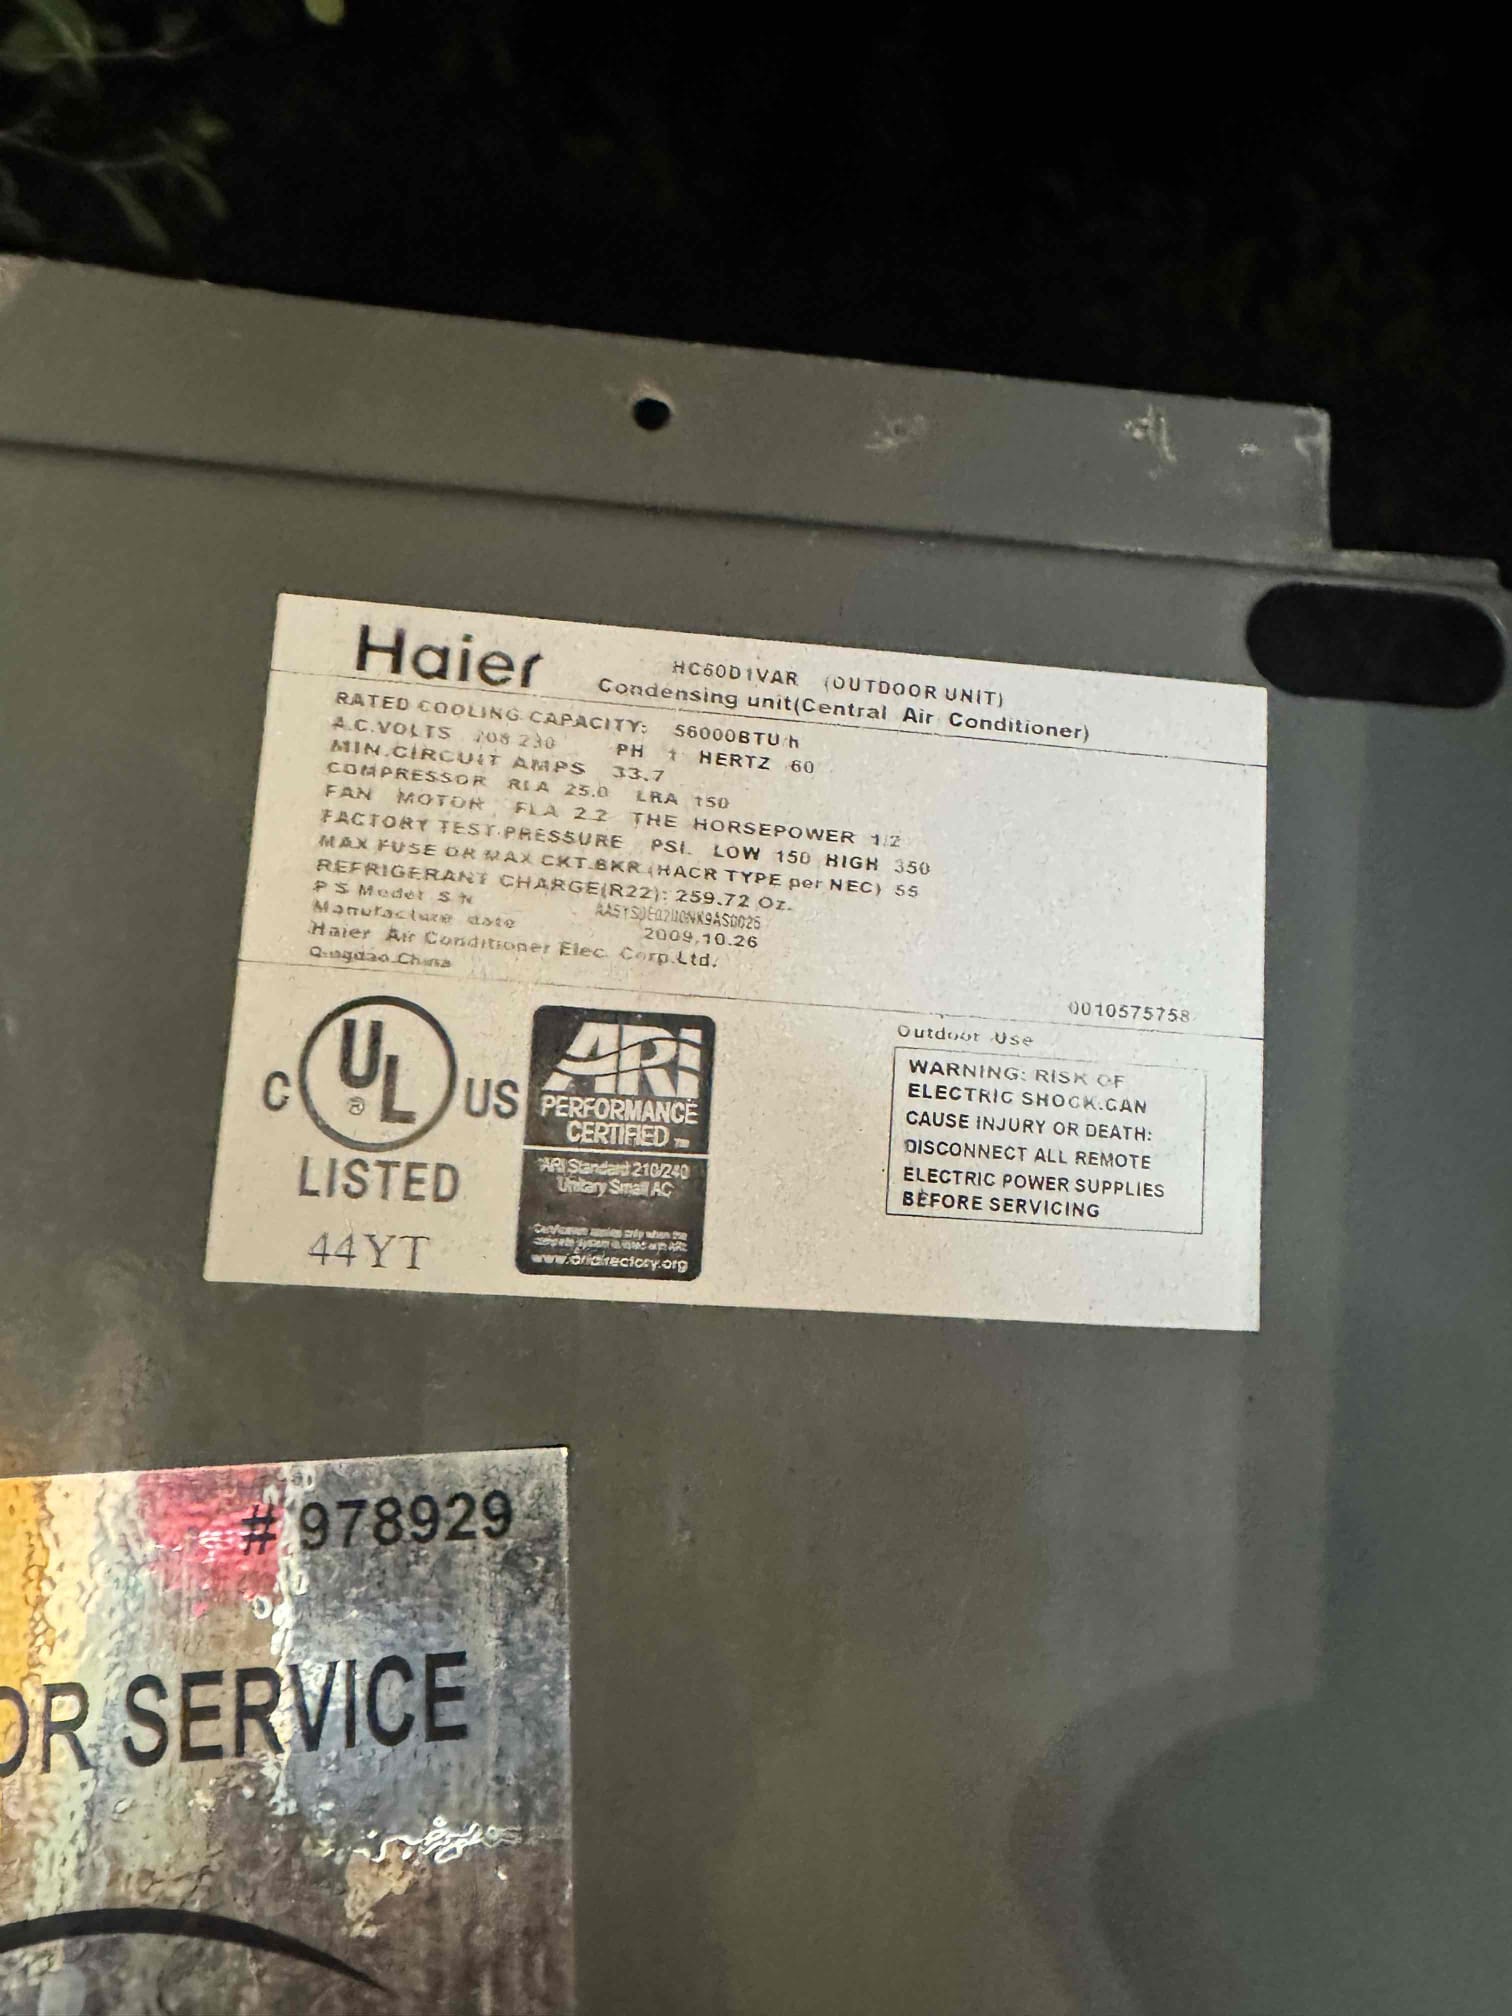 Haier
HC60D1VAR (OUTDOOR UNIT)
Condensing unit(Central Air Conditioner)
RATED COOLING CAPACITY: 56000BTU/h
A.C.VOLTS 208 230 PH 1 HERTZ 60
MIN.CIRCUIT AMPS 33.7
COMPRESSOR RLA 25.0 LRA 150
FAN MOTOR FLA 2.2 THE HORSEPOWER 1/2
FACTORY TEST PRESSURE PSI. LOW 150 HIGH 350
MAX FUSE OR MAX CKT.BKR (HACR TYPE per NEC) 55
REFRIGERANT CHARGE(R22): 259.72 Oz.
P S Model S N
Manufacture date 2009.10.26
Haier Air Conditioner Elec. Corp.Ltd.
Qingdao China
0010575758
C UL ® US
LISTED
44YT
ARI
PERFORMANCE
CERTIFIED ™
ARI Standard 210/240
Unitary Small AC
www.aridirectory.org
Outdoor Use
WARNING: RISK OF
ELECTRIC SHOCK.CAN
CAUSE INJURY OR DEATH:
DISCONNECT ALL REMOTE
ELECTRIC POWER SUPPLIES
BEFORE SERVICING
#978929
OR SERVICE